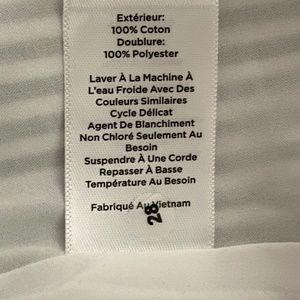 Extérieur:
100% Coton
Doublure:
100% Polyester
Laver À La Machine À
L'eau Froide Avec Des
Couleurs Similaires
Cycle Délicat
Agent De Blanchiment
Non Chloré Seulement Au
Besoin
Suspendre À Une Corde
Repasser À Basse
Température Au Besoin
Fabriqué Au Vietnam
28